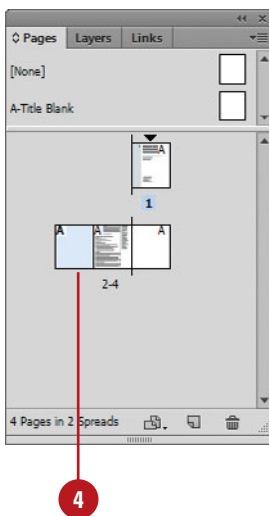 Pages Layers Links
[None]
A-Title Blank
A
1
A A A
2-4
4 Pages in 2 Spreads
4